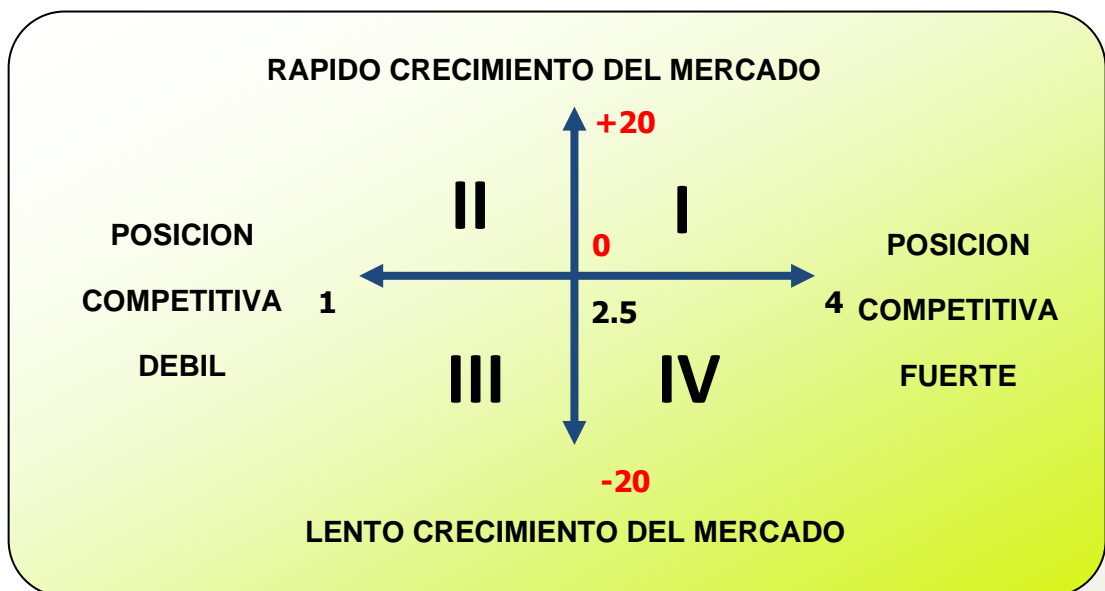 RAPIDO CRECIMIENTO DEL MERCADO
+20
II
I
POSICION
COMPETITIVA
DEBIL
0
POSICION
COMPETITIVA
FUERTE
1
2.5
4
III
IV
-20
LENTO CRECIMIENTO DEL MERCADO